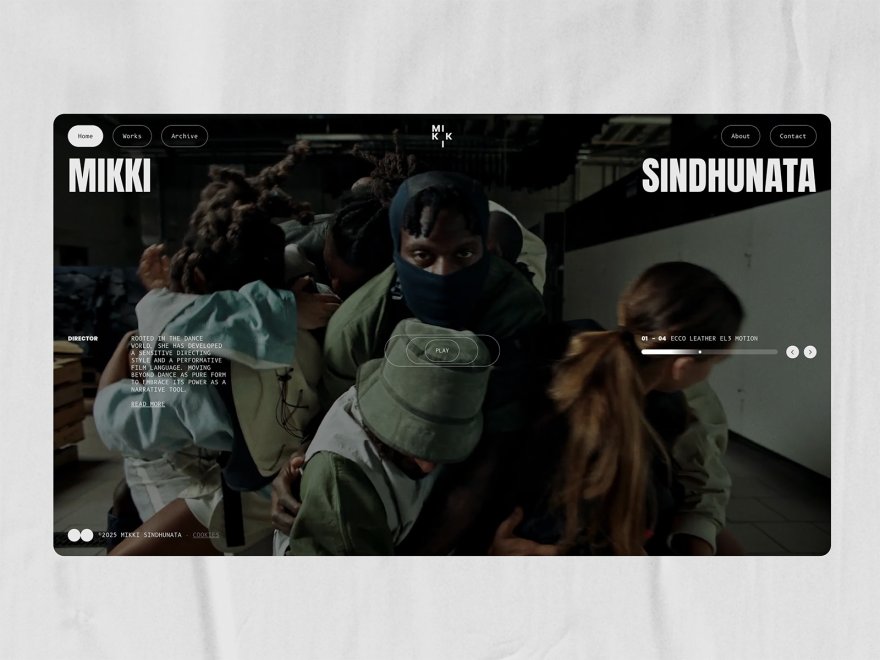 Home
Works
Archive
MI
K K
I
About
Contact
MIKKI
SINDHUNATA
DIRECTOR
ROOTED IN THE DANCE
WORLD, SHE HAS DEVELOPED
A SENSITIVE DIRECTING
STYLE AND A PERFORMATIVE
FILM LANGUAGE. MOVING
BEYOND DANCE AS PURE FORM
TO EMBRACE ITS POWER AS A
NARRATIVE TOOL.
READ MORE
PLAY
01 – 04 ECCO LEATHER EL3 MOTION
©2025 MIKKI SINDHUNATA - COOKIES